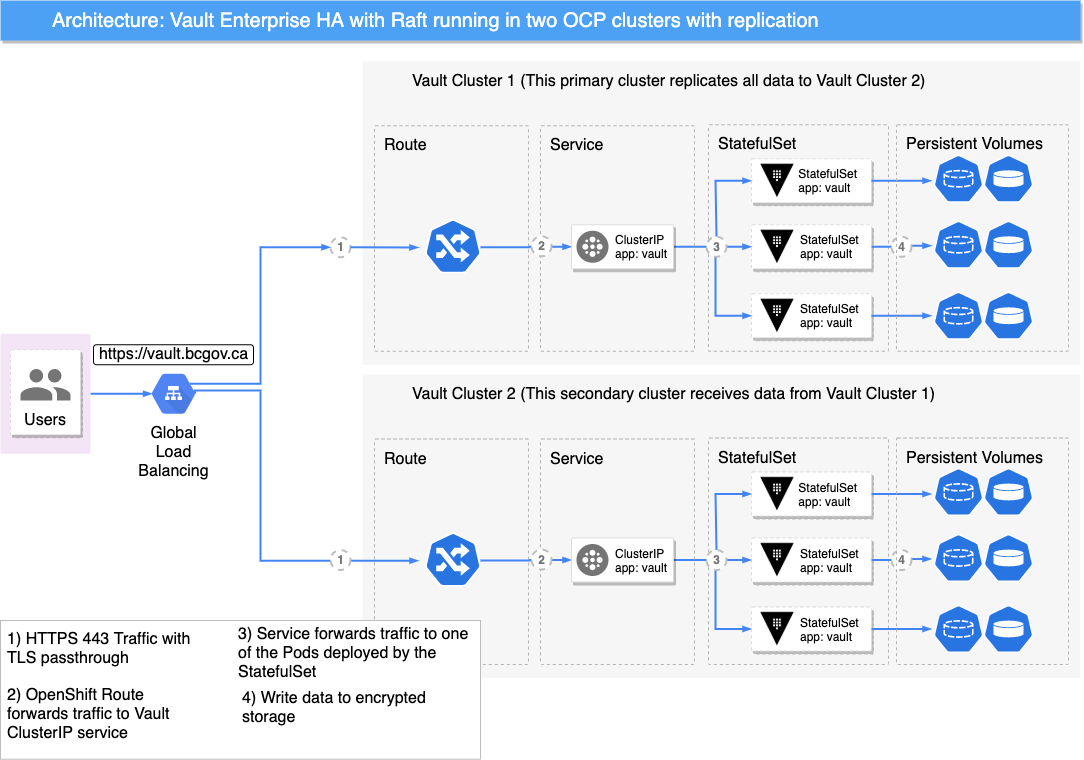 Architecture: Vault Enterprise HA with Raft running in two OCP clusters with replication
Vault Cluster 1 (This primary cluster replicates all data to Vault Cluster 2)
Route
Service
StatefulSet
Persistent Volumes
StatefulSet
app: vault
1
2
ClusterIP
app: vault
3
StatefulSet
app: vault
4
StatefulSet
app: vault
https://vault.bcgov.ca
Users
Global
Load
Balancing
Vault Cluster 2 (This secondary cluster receives data from Vault Cluster 1)
Route
Service
StatefulSet
Persistent Volumes
StatefulSet
app: vault
1
2
ClusterIP
app: vault
3
StatefulSet
app: vault
4
StatefulSet
app: vault
1) HTTPS 443 Traffic with
TLS passthrough
2) OpenShift Route
forwards traffic to Vault
ClusterIP service
3) Service forwards traffic to one
of the Pods deployed by the
StatefulSet
4) Write data to encrypted
storage